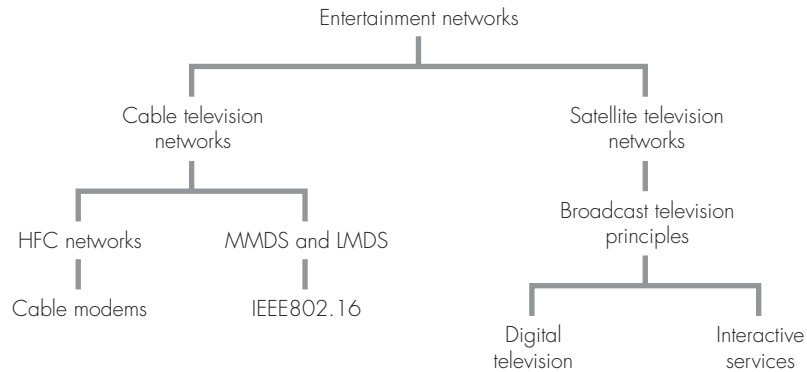 Entertainment networks
Cable television
networks
Satellite television
networks
HFC networks
MMDS and LMDS
Broadcast television
principles
Cable modems
IEEE802.16
Digital
television
Interactive
services